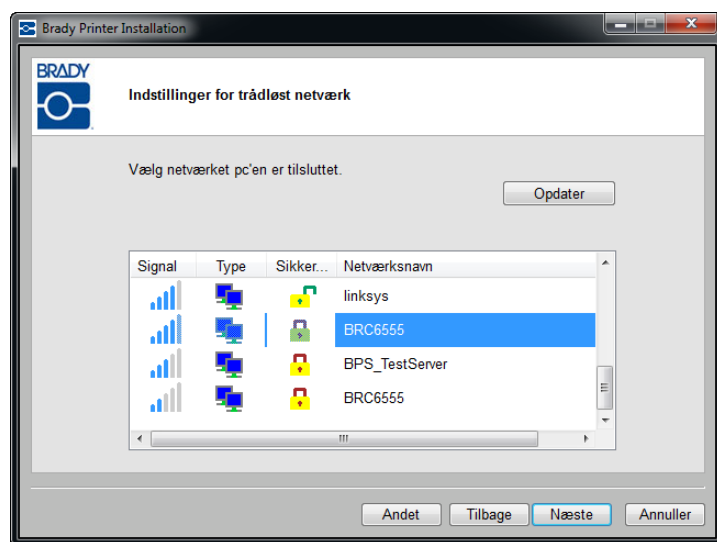 Brady Printer Installation
BRADY
Indstillinger for trådløst netværk
Vælg netværket pc'en er tilsluttet.
Opdater
Signal Type Sikker... Netværksnavn
linksys
BRC6555
BPS_TestServer
BRC6555
Andet Tilbage Næste Annuller